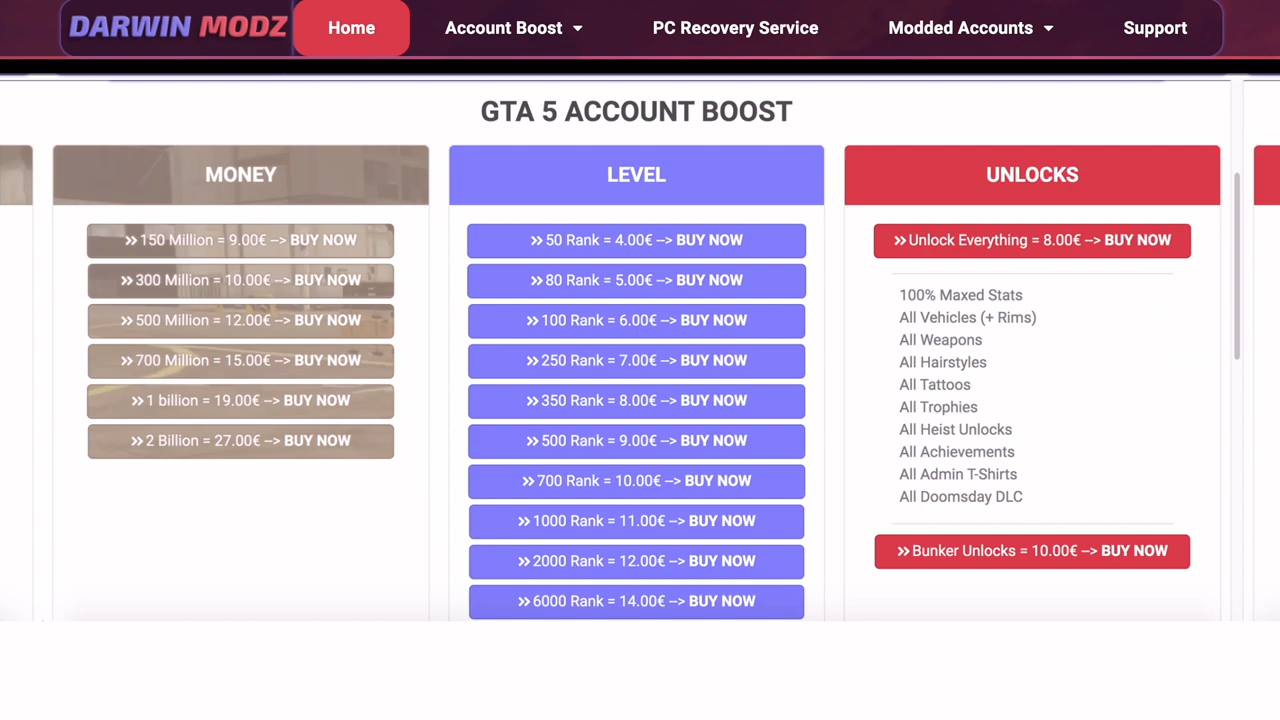 DARWIN MODZ
Home
Account Boost
PC Recovery Service
Modded Accounts
Support
GTA 5 ACCOUNT BOOST
MONEY
150 Million = 9.00€ --> BUY NOW
300 Million = 10.00€ --> BUY NOW
500 Million = 12.00€ --> BUY NOW
700 Million = 15.00€ --> BUY NOW
1 billion = 19.00€ --> BUY NOW
2 Billion = 27.00€ --> BUY NOW
LEVEL
50 Rank = 4.00€ --> BUY NOW
80 Rank = 5.00€ --> BUY NOW
100 Rank = 6.00€ --> BUY NOW
250 Rank = 7.00€ --> BUY NOW
350 Rank = 8.00€ --> BUY NOW
500 Rank = 9.00€ --> BUY NOW
700 Rank = 10.00€ --> BUY NOW
1000 Rank = 11.00€ --> BUY NOW
2000 Rank = 12.00€ --> BUY NOW
6000 Rank = 14.00€ --> BUY NOW
UNLOCKS
Unlock Everything = 8.00€ --> BUY NOW
100% Maxed Stats
All Vehicles (+ Rims)
All Weapons
All Hairstyles
All Tattoos
All Trophies
All Heist Unlocks
All Achievements
All Admin T-Shirts
All Doomsday DLC
Bunker Unlocks = 10.00€ --> BUY NOW